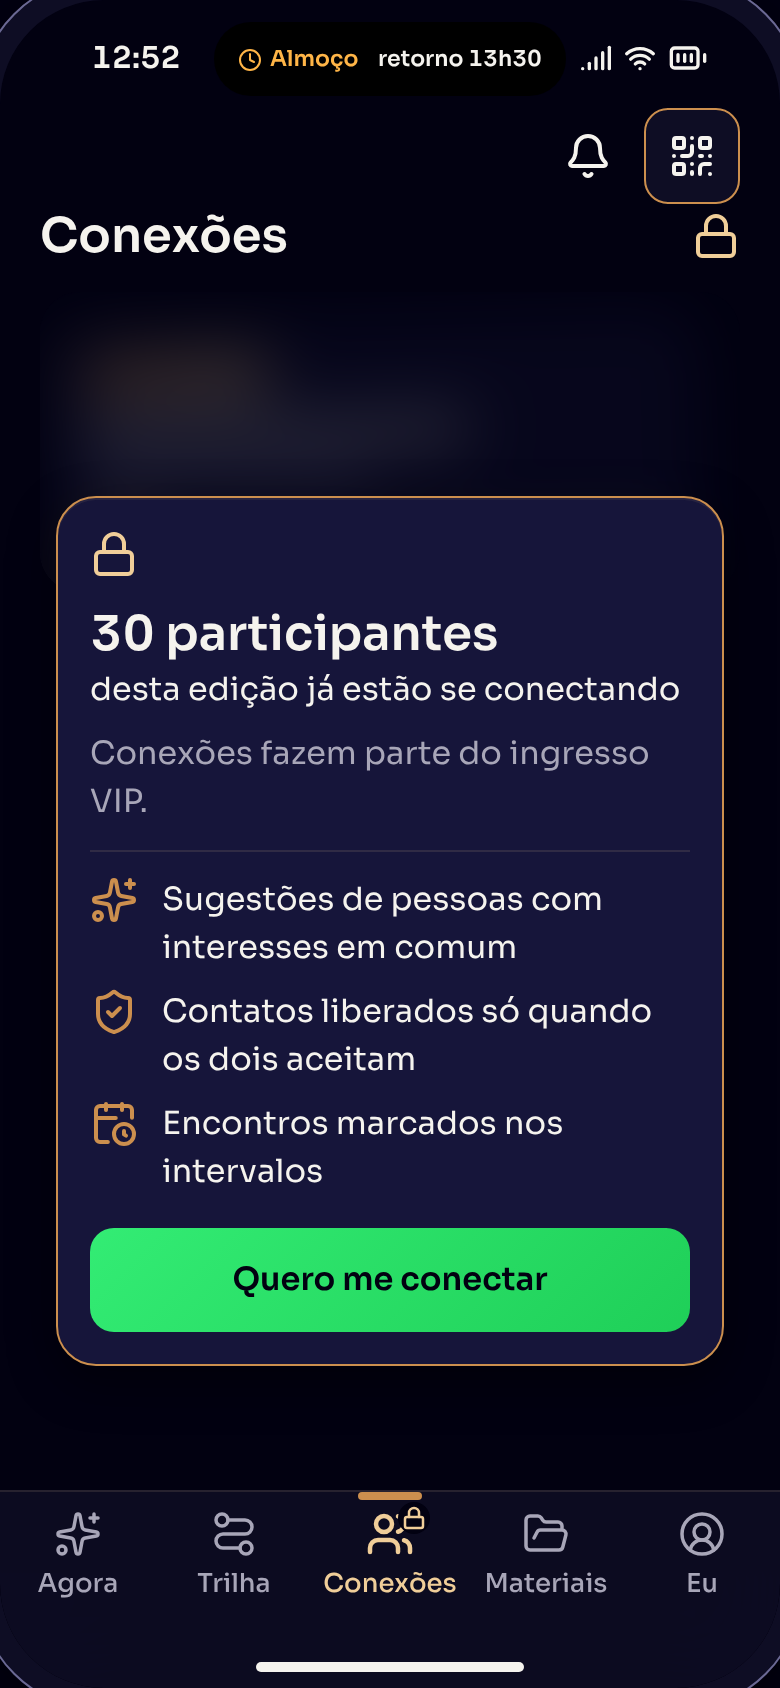 12:52
Almoço retorno 13h30
Conexões
30 participantes
desta edição já estão se conectando
Conexões fazem parte do ingresso
VIP.
Sugestões de pessoas com
interesses em comum
Contatos liberados só quando
os dois aceitam
Encontros marcados nos
intervalos
Quero me conectar
Agora Trilha Conexões Materiais Eu